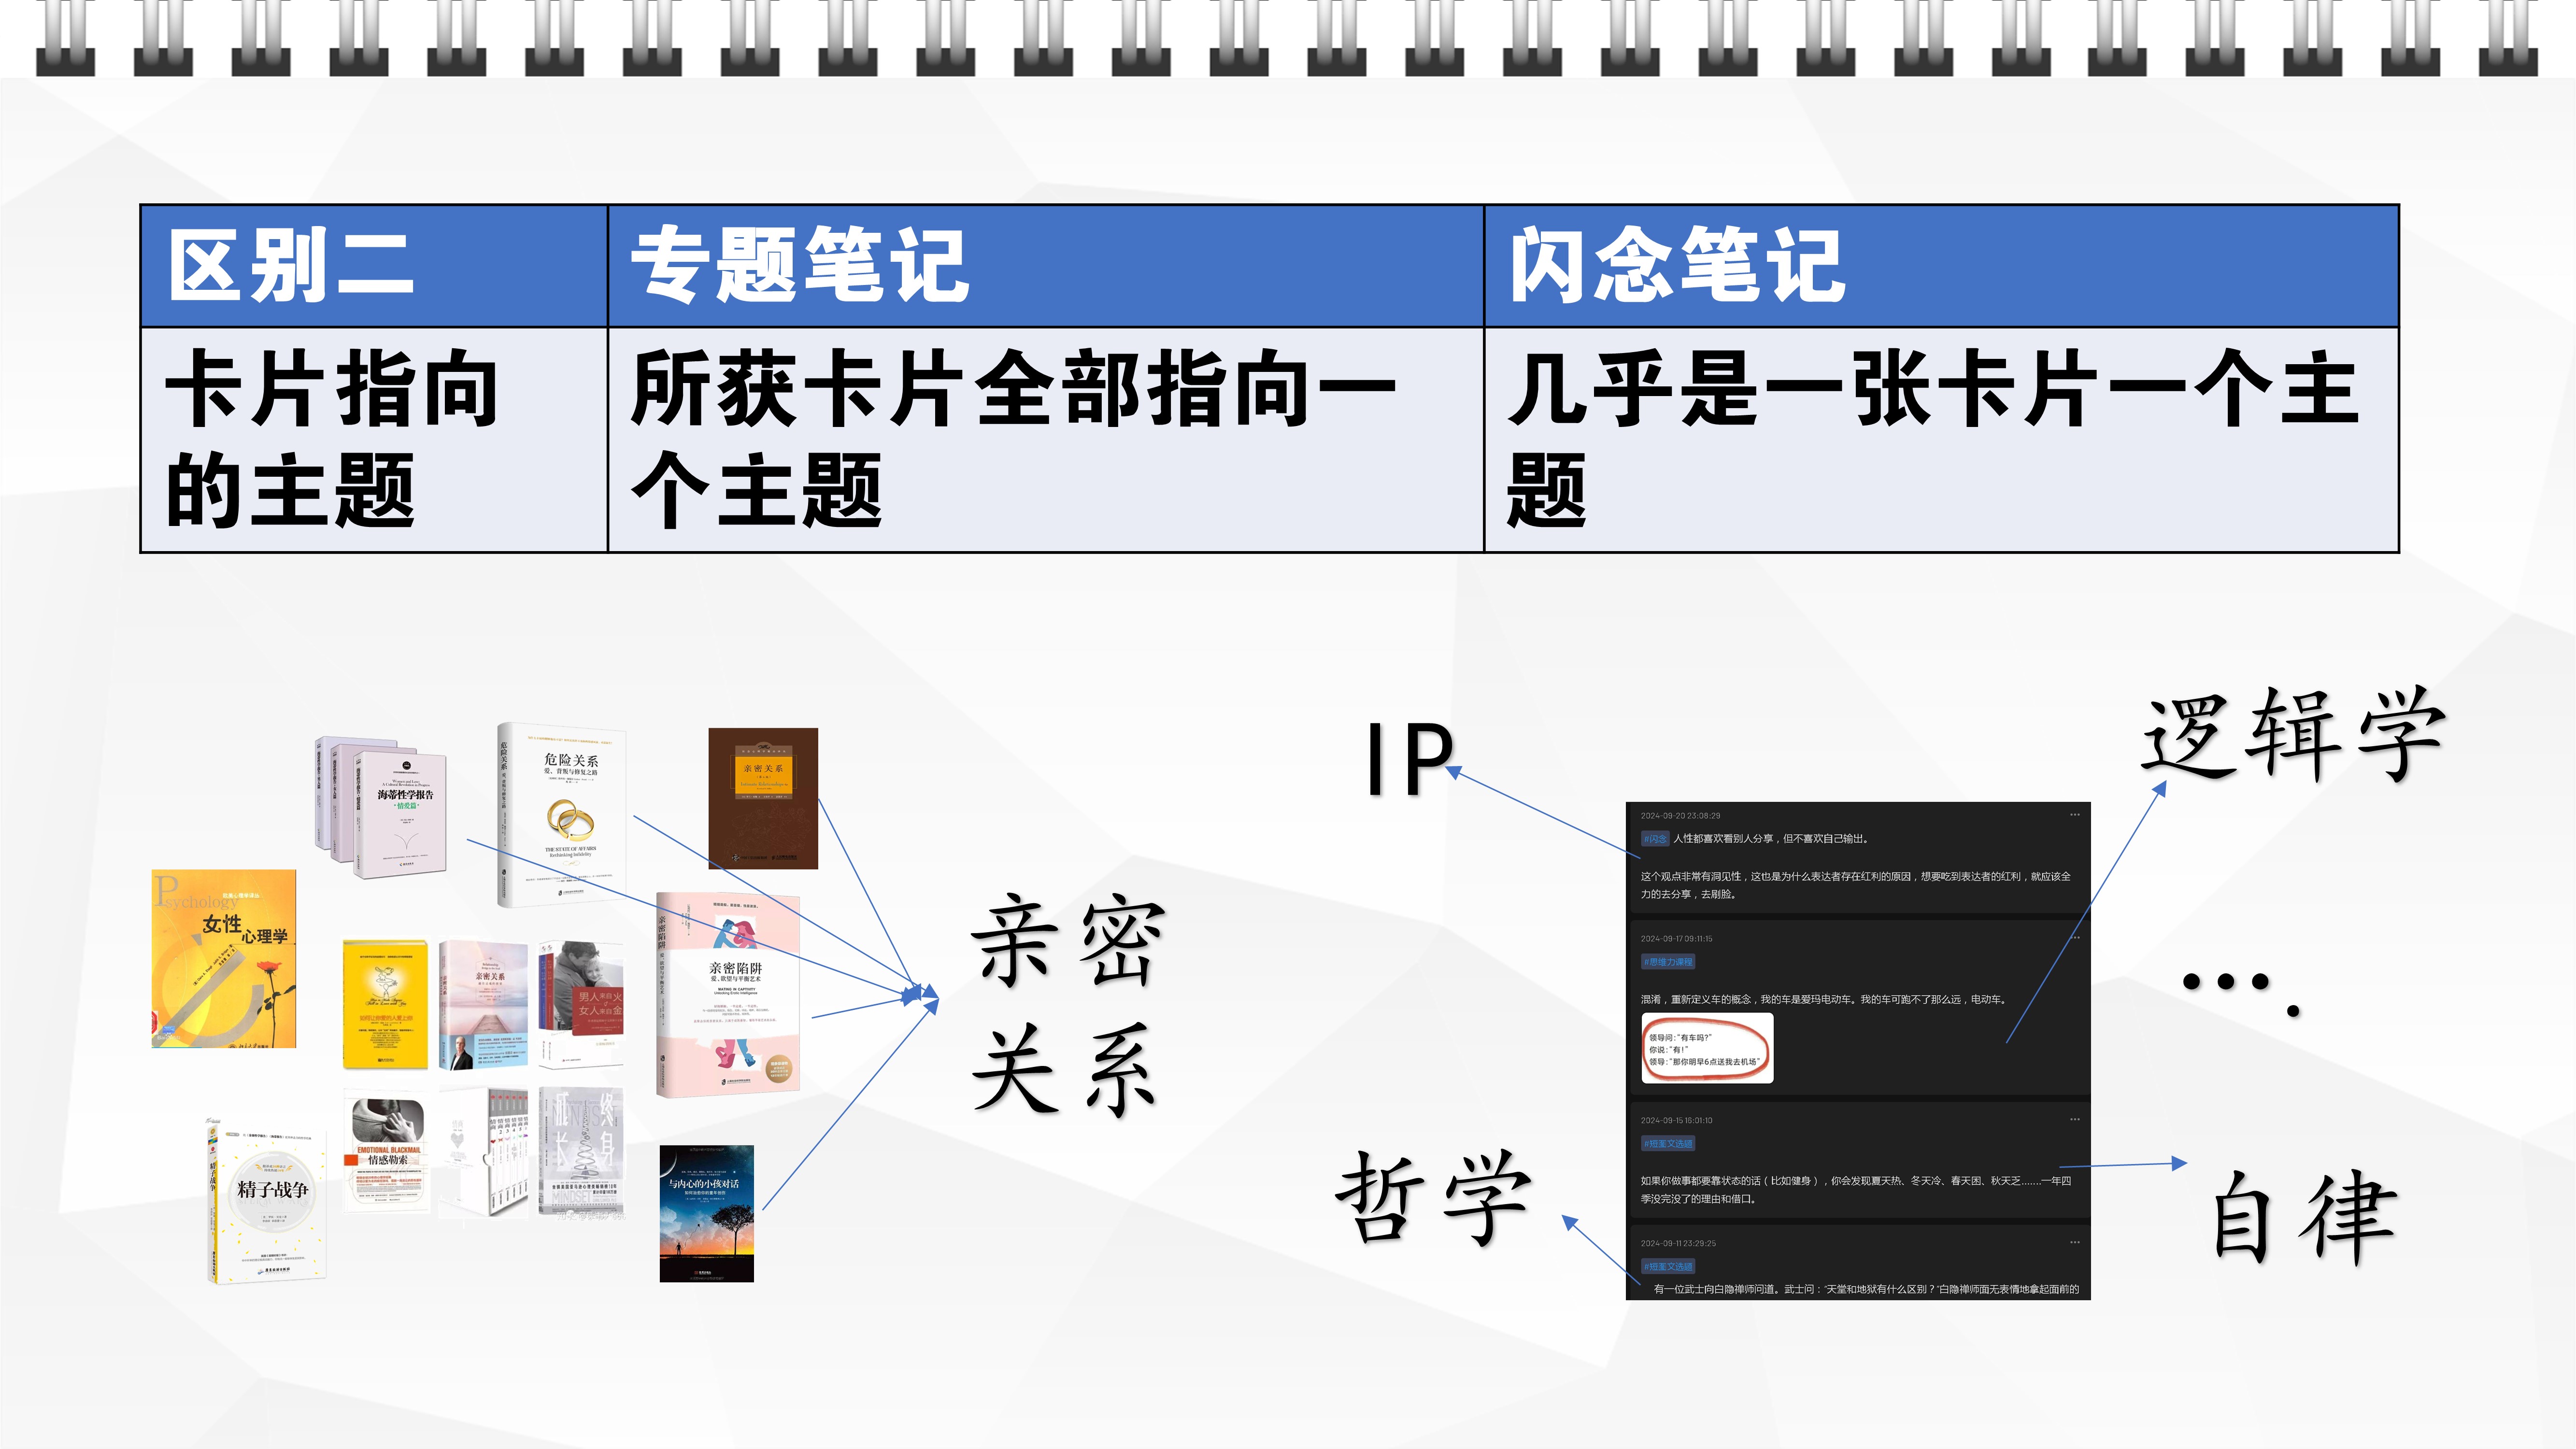 区别二
专题笔记
闪念笔记
卡片指向
的主题
所获卡片全部指向一
个主题
几乎是一张卡片一个主
题
海蒂性学报告
·情爱篇·
危险关系
爱、背叛与修复之路
THE STATE OF AFFAIRS
Rethinking Infidelity
危险关系
亲密关系
Psychology
女性
心理学
亲密关系
男人来自火
女人来自金
亲密陷阱
爱、欲望与平衡艺术
MATING IN CAPTIVITY
Unlocking Erotic Intelligence
精子战争
精子战争
EMOTIONAL BLACKMAIL
情感勒索
终身
成长
MINDSET
与内心的小孩对话
亲密
关系
IP
逻辑学
哲学
自律
….
2024-09-20 23:08:29
#闪念 人性都喜欢看别人分享，但不喜欢自己输出。
这个观点非常有洞见性，这也是为什么表达者存在红利的原因，想要吃到表达者的红利，就应该全
力的去分享，去刷脸。
2024-09-17 09:11:15
#思维力课程
混淆，重新定义车的概念，我的车是爱玛电动车。我的车可跑不了那么远，电动车。
领导问：“有车吗？”
你说：“有！”
领导：“那你明早6点送我去机场”
2024-09-15 18:01:10
#短篇文选题
如果你做事都要靠状态的话（比如健身），你会发现夏天热、冬天冷、春天困、秋天乏……一年四
季没完没了的理由和借口。
2024-09-11 23:29:25
#短篇文选题
有一位武士向白隐禅师问道。武士问：“天堂和地狱有什么区别？”白隐禅师面无表情地拿起面前的